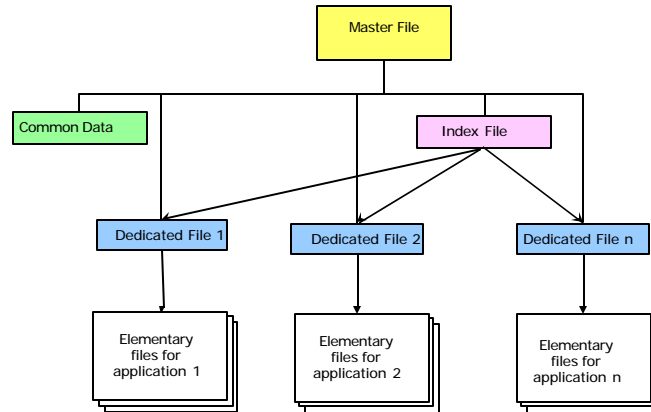 Master File
Common Data
Index File
Dedicated File 1
Dedicated File 2
Dedicated File n
Elementary
files for
application 1
Elementary
files for
application 2
Elementary
files for
application n